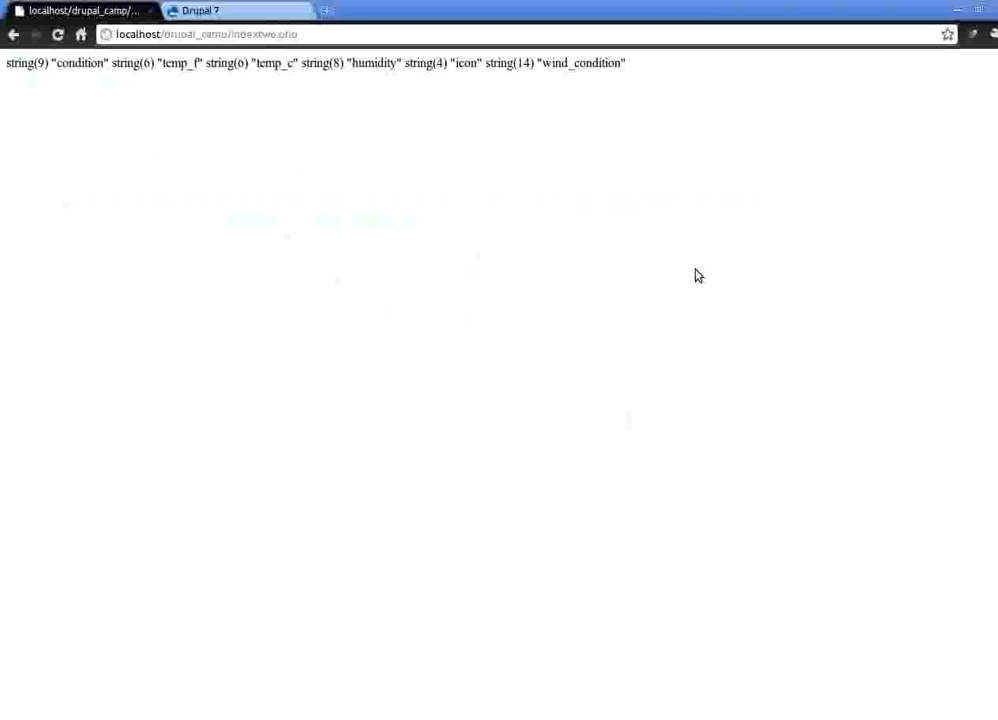 localhost/drupal_camp/...
Drupal 7
localhost/drupal_camp/indextwo.php
string(9) "condition" string(6) "temp_f" string(6) "temp_c" string(8) "humidity" string(4) "icon" string(14) "wind_condition"